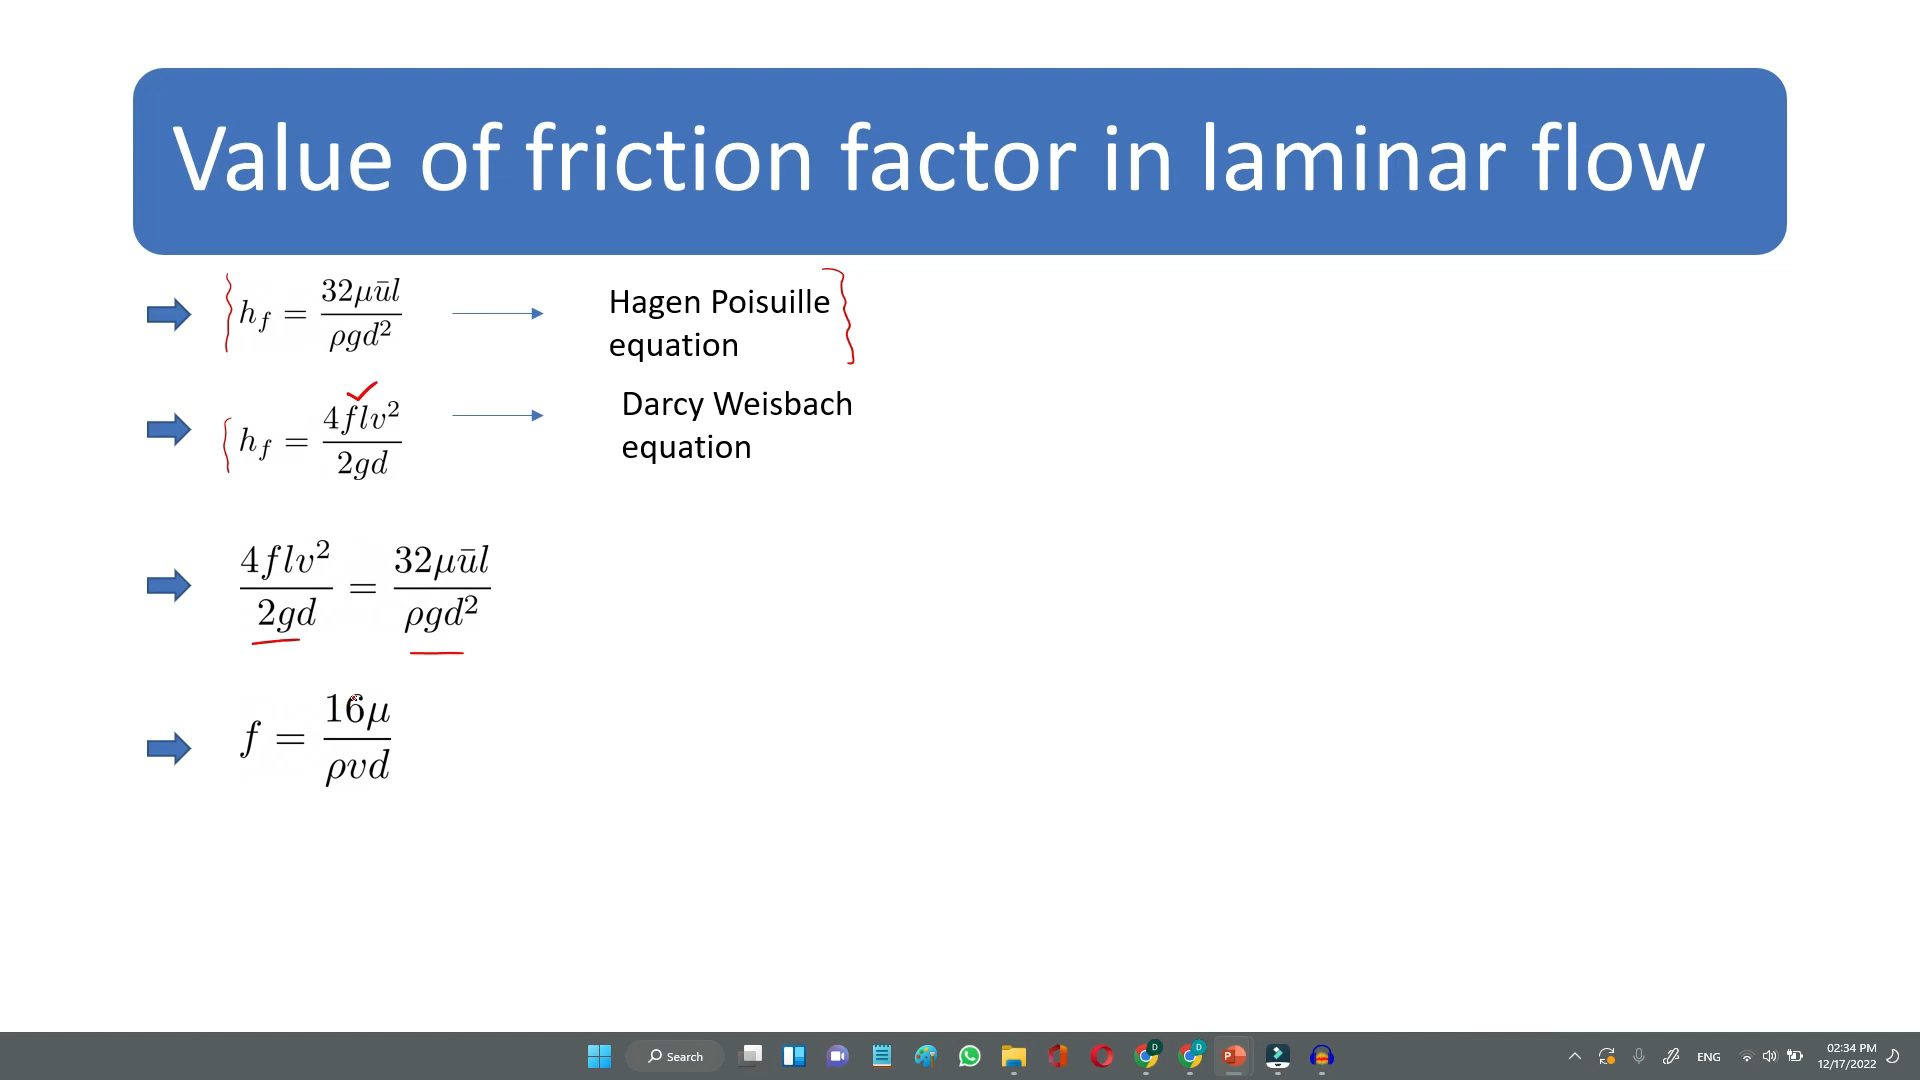 Value of friction factor in laminar flow
h_f = 32μūl / ρgd²
Hagen Poisuille
equation
h_f = 4flv² / 2gd
Darcy Weisbach
equation
4flv² / 2gd = 32μūl / ρgd²
f = 16μ / ρvd
Search
ENG
02:34 PM
12/17/2022